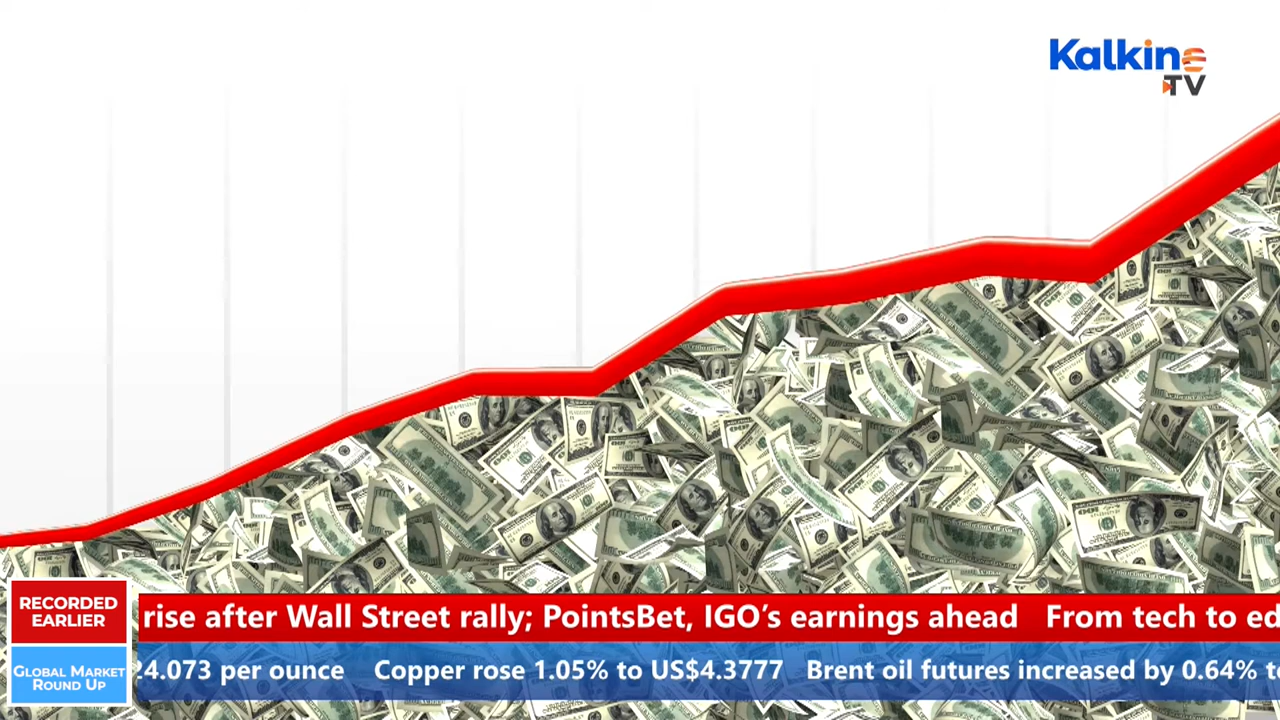 Kalkine
TV
RECORDED
EARLIER
rise after Wall Street rally; PointsBet, IGO’s earnings ahead From tech to ed
GLOBAL MARKET
ROUND UP
24.073 per ounce Copper rose 1.05% to US$4.3777 Brent oil futures increased by 0.64% to